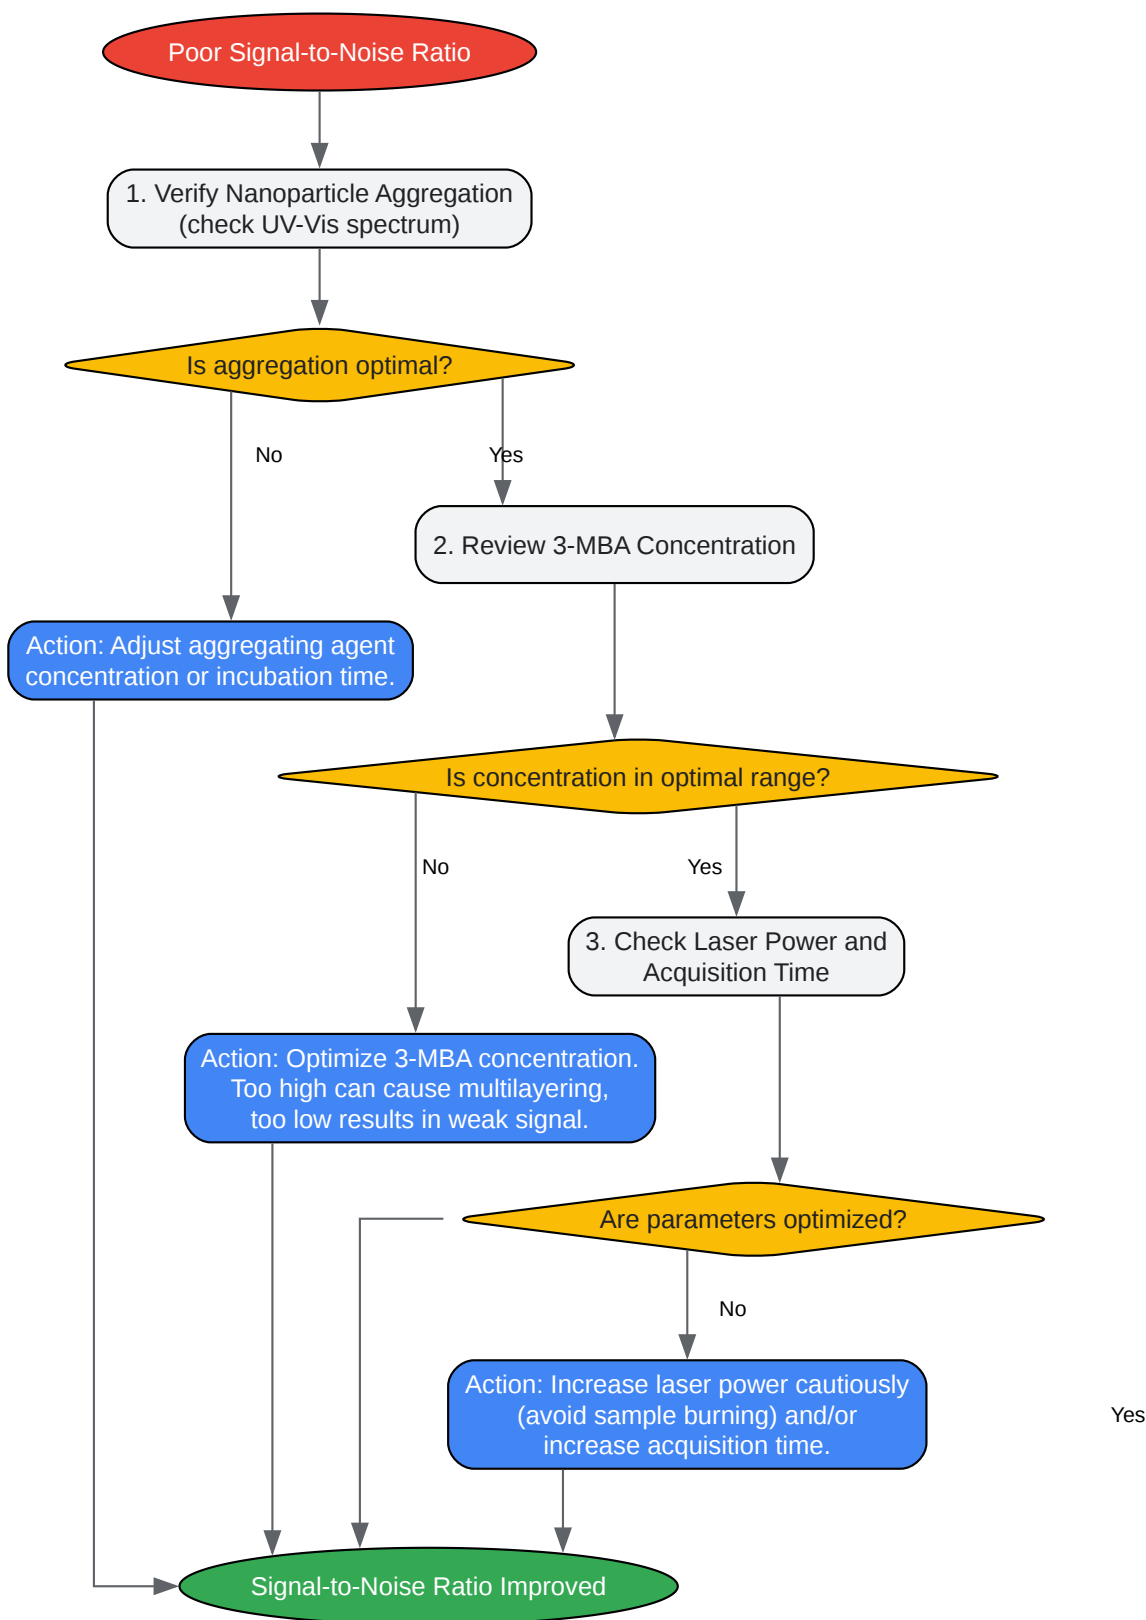 Poor Signal-to-Noise Ratio
1. Verify Nanoparticle Aggregation
(check UV-Vis spectrum)
Is aggregation optimal?
No
Yes
2. Review 3-MBA Concentration
Action: Adjust aggregating agent
concentration or incubation time.
Is concentration in optimal range?
No
Yes
3. Check Laser Power and
Acquisition Time
Action: Optimize 3-MBA concentration.
Too high can cause multilayering,
too low results in weak signal.
Are parameters optimized?
No
Action: Increase laser power cautiously
(avoid sample burning) and/or
increase acquisition time.
Yes
Signal-to-Noise Ratio Improved